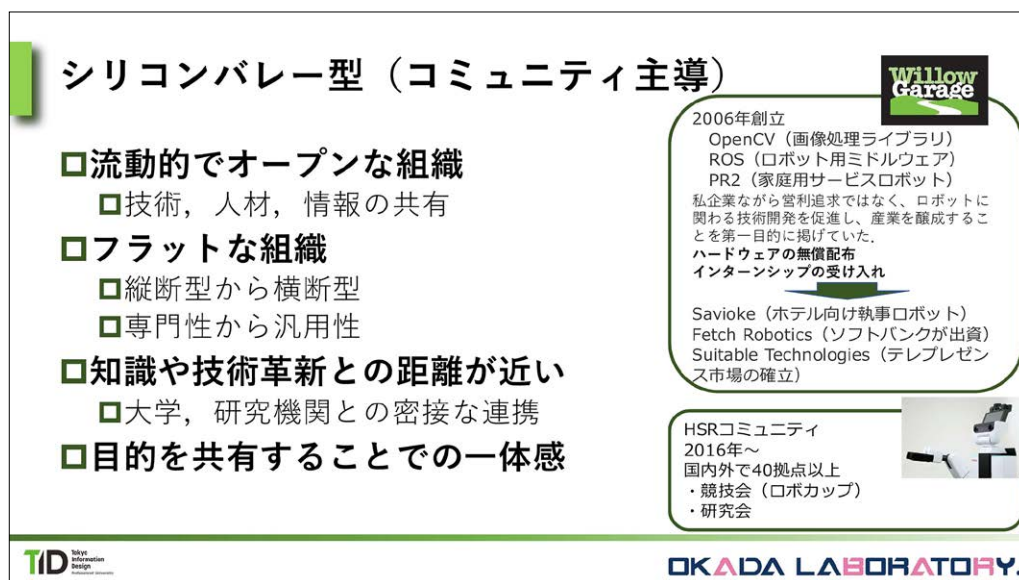 シリコンバレー型（コミュニティ主導）
流動的でオープンな組織
技術，人材，情報の共有
フラットな組織
縦断型から横断型
専門性から汎用性
知識や技術革新との距離が近い
大学，研究機関との密接な連携
目的を共有することでの一体感
Willow
Garage
2006年創立
OpenCV（画像処理ライブラリ）
ROS（ロボット用ミドルウェア）
PR2（家庭用サービスロボット）
私企業ながら営利追求ではなく、ロボットに
関わる技術開発を促進し、産業を醸成するこ
とを第一目的に掲げていた．
ハードウェアの無償配布
インターンシップの受け入れ
Savioke（ホテル向け執事ロボット）
Fetch Robotics（ソフトバンクが出資）
Suitable Technologies（テレプレゼン
ス市場の確立）
HSRコミュニティ
2016年～
国内外で40拠点以上
・競技会（ロボカップ）
・研究会
TID
Tokyo
Information
Design
Professional University
OKADA LABORATORY.